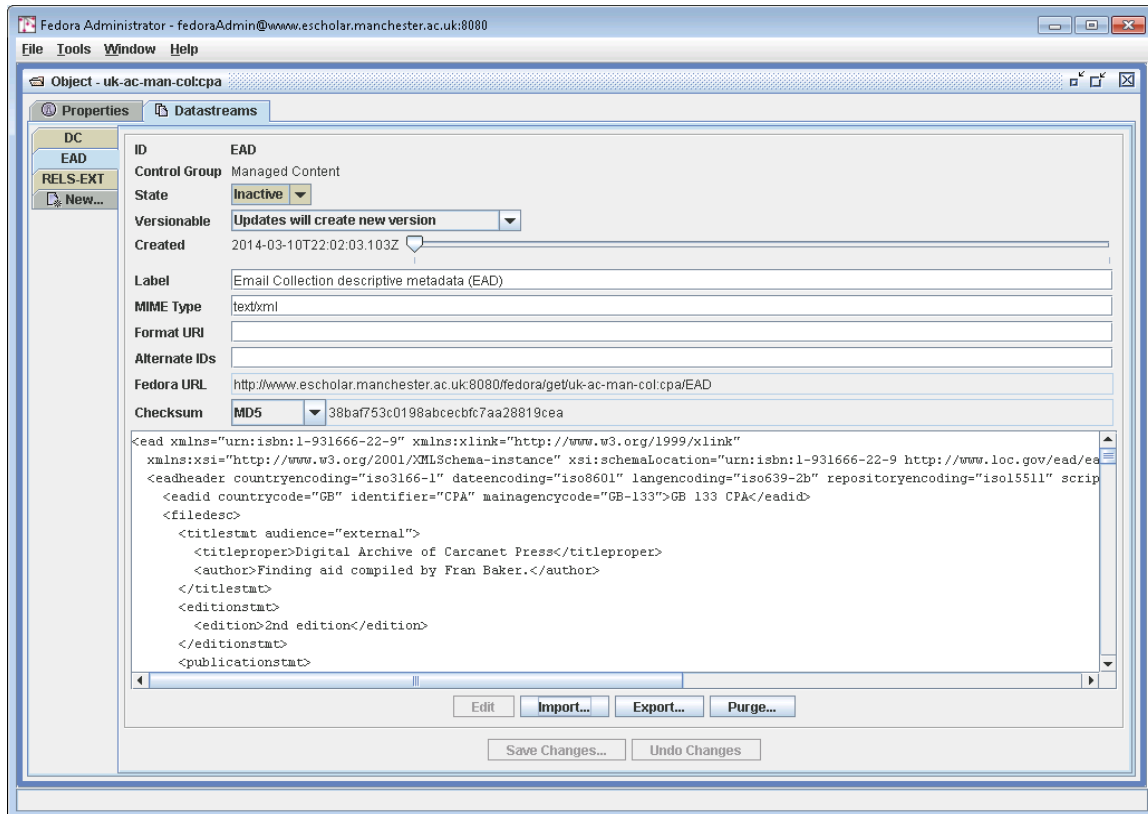 Fedora Administrator - fedoraAdmin@www.escholar.manchester.ac.uk:8080
File Tools Window Help
Object - uk-ac-man-col:cpa
Properties Datastreams
DC
EAD
RELS-EXT
New...
ID EAD
Control Group Managed Content
State Inactive
Versionable Updates will create new version
Created 2014-03-10T22:02:03.103Z
Label Email Collection descriptive metadata (EAD)
MIME Type text/xml
Format URI
Alternate IDs
Fedora URL http://www.escholar.manchester.ac.uk:8080/fedora/get/uk-ac-man-col:cpa/EAD
Checksum MD5 38baf753c0198abcecbfc7aa28819cea
<ead xmlns="urn:isbn:1-931666-22-9" xmlns:xlink="http://www.w3.org/1999/xlink"
xmlns:xsi="http://www.w3.org/2001/XMLSchema-instance" xsi:schemaLocation="urn:isbn:1-931666-22-9 http://www.loc.gov/ead/ea
<eadheader countryencoding="iso3166-1" dateencoding="iso8601" langencoding="iso639-2b" repositoryencoding="iso15511" scrip
<eadid countrycode="GB" identifier="CPA" mainagencycode="GB-133">GB 133 CPA</eadid>
<filedesc>
<titlestmt audience="external">
<titleproper>Digital Archive of Carcanet Press</titleproper>
<author>Finding aid compiled by Fran Baker.</author>
</titlestmt>
<editionstmt>
<edition>2nd edition</edition>
</editionstmt>
<publicationstmt>
Edit Import... Export... Purge...
Save Changes... Undo Changes